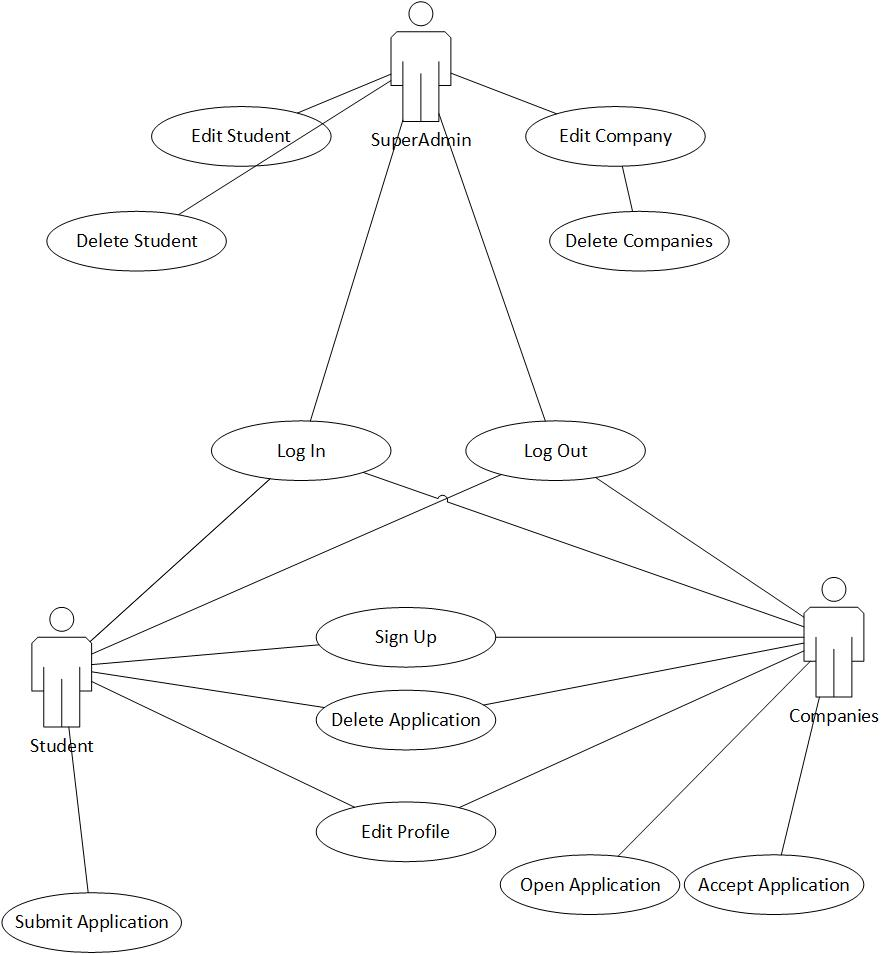 Edit Student
SuperAdmin
Edit Company
Delete Student
Delete Companies
Log In
Log Out
Sign Up
Companies
Delete Application
Student
Edit Profile
Open Application
Accept Application
Submit Application